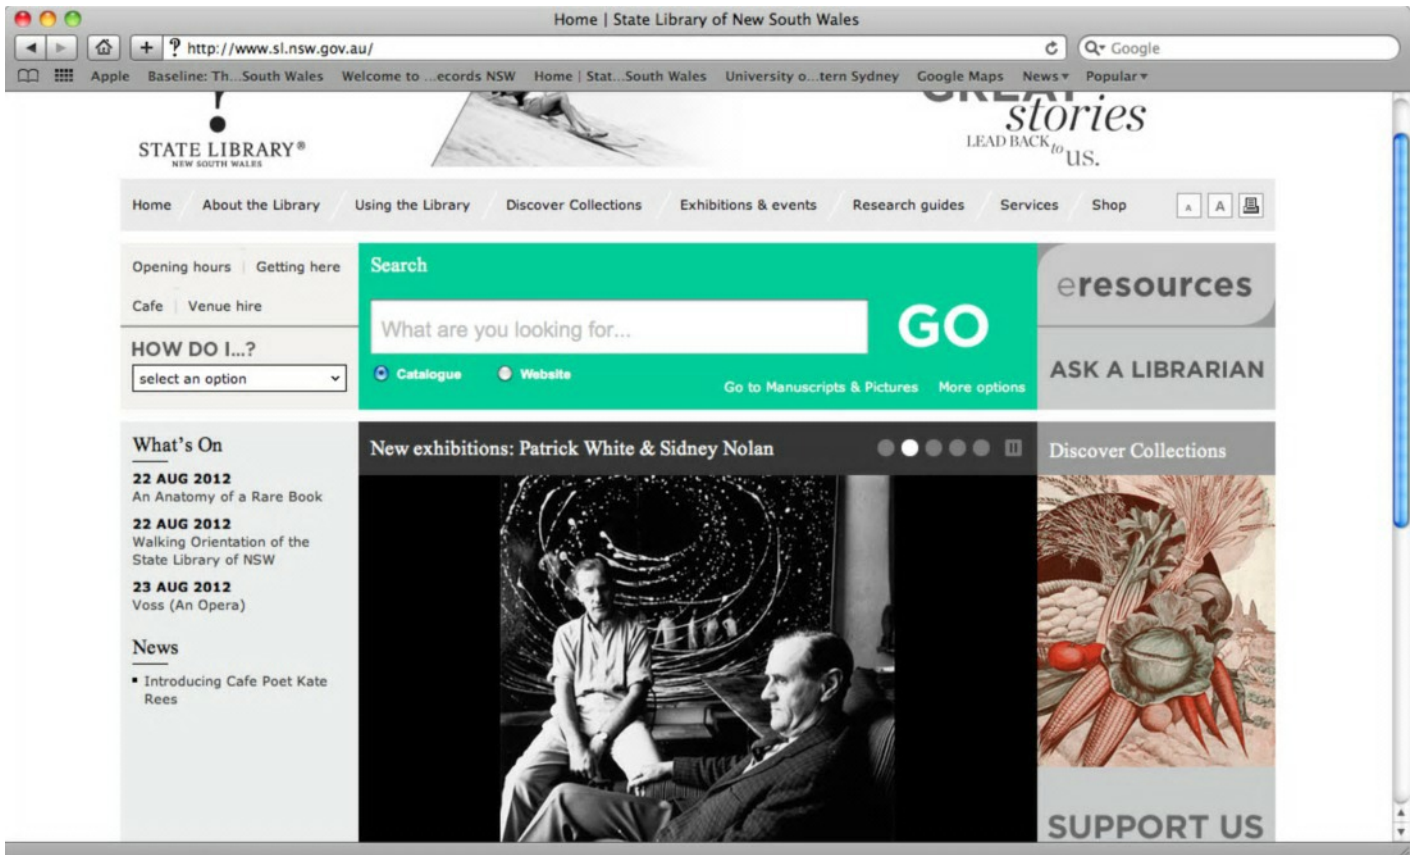 Home | State Library of New South Wales
http://www.sl.nsw.gov.au/
Google
Apple Baseline: Th...South Wales Welcome to ...ecords NSW Home | Stat...South Wales University o...tern Sydney Google Maps News Popular
STATE LIBRARY®
NEW SOUTH WALES
GREAT
stories
LEAD BACK to us.
Home About the Library Using the Library Discover Collections Exhibitions & events Research guides Services Shop A A
Opening hours Getting here
Cafe Venue hire
HOW DO I...?
select an option
Search
What are you looking for...
GO
Catalogue Website
Go to Manuscripts & Pictures More options
eresources
ASK A LIBRARIAN
What's On
22 AUG 2012
An Anatomy of a Rare Book
22 AUG 2012
Walking Orientation of the
State Library of NSW
23 AUG 2012
Voss (An Opera)
News
Introducing Cafe Poet Kate
Rees
New exhibitions: Patrick White & Sidney Nolan
Discover Collections
SUPPORT US